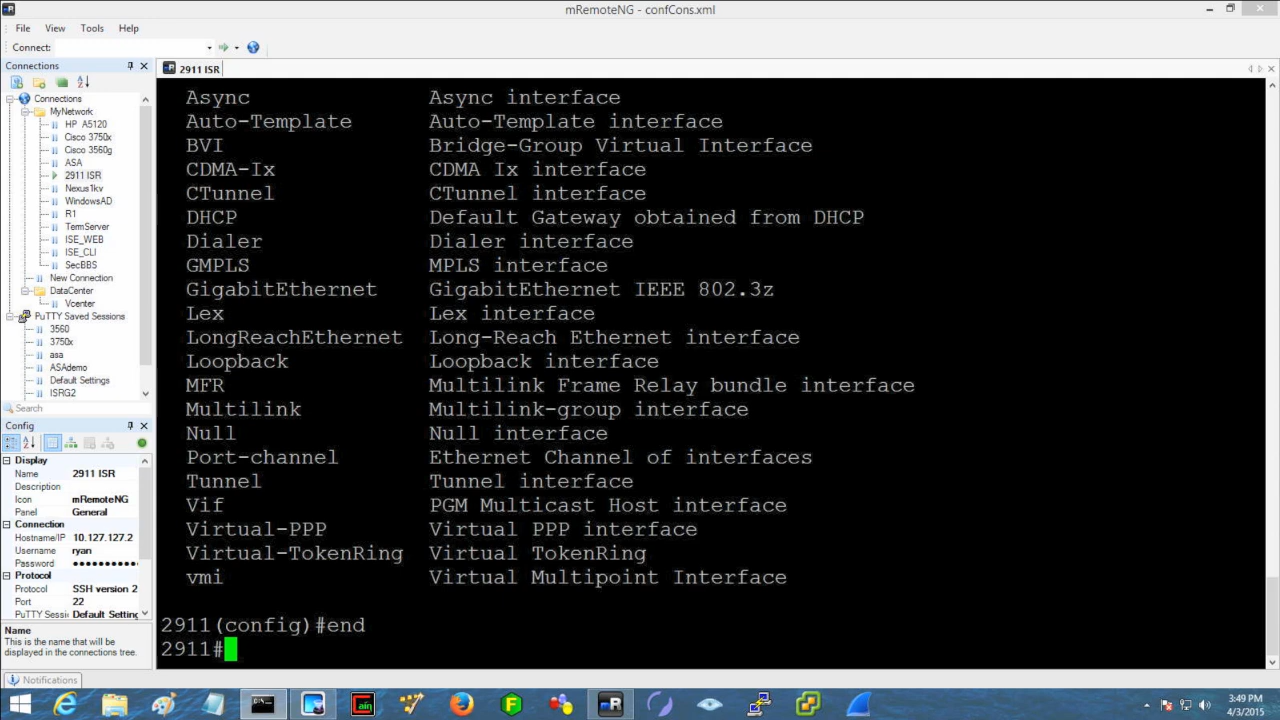 mRemoteNG - confCons.xml
File View Tools Help
Connect:
Connections
Connections
MyNetwork
HP A5120
Cisco 3750x
Cisco 3560g
ASA
2911 ISR
Nexus1kv
WindowsAD
R1
TermServer
ISE_WEB
ISE_CLI
SecBBS
New Connection
DataCenter
Vcenter
PuTTY Saved Sessions
3560
3750x
asa
ASAdemo
Default Settings
ISRG2
Search
Config
Display
Name 2911 ISR
Description
Icon mRemoteNG
Panel General
Connection
Hostname/IP 10.127.127.2
Username ryan
Password ●●●●●●●●●●●
Protocol
Protocol SSH version 2
Port 22
PuTTY Sessi Default Setting
Name
This is the name that will be
displayed in the connections tree.
Notifications
2911 ISR
Async Async interface
Auto-Template Auto-Template interface
BVI Bridge-Group Virtual Interface
CDMA-Ix CDMA Ix interface
CTunnel CTunnel interface
DHCP Default Gateway obtained from DHCP
Dialer Dialer interface
GMPLS MPLS interface
GigabitEthernet GigabitEthernet IEEE 802.3z
Lex Lex interface
LongReachEthernet Long-Reach Ethernet interface
Loopback Loopback interface
MFR Multilink Frame Relay bundle interface
Multilink Multilink-group interface
Null Null interface
Port-channel Ethernet Channel of interfaces
Tunnel Tunnel interface
Vif PGM Multicast Host interface
Virtual-PPP Virtual PPP interface
Virtual-TokenRing Virtual TokenRing
vmi Virtual Multipoint Interface
2911(config)#end
2911#
3:49 PM
4/3/2015